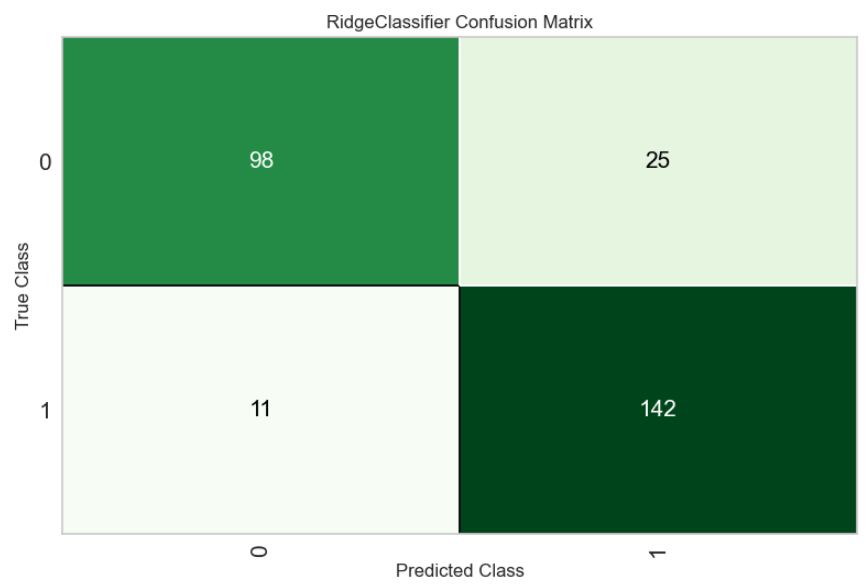 RidgeClassifier Confusion Matrix
0
98
25
True Class
1
11
142
0
1
Predicted Class